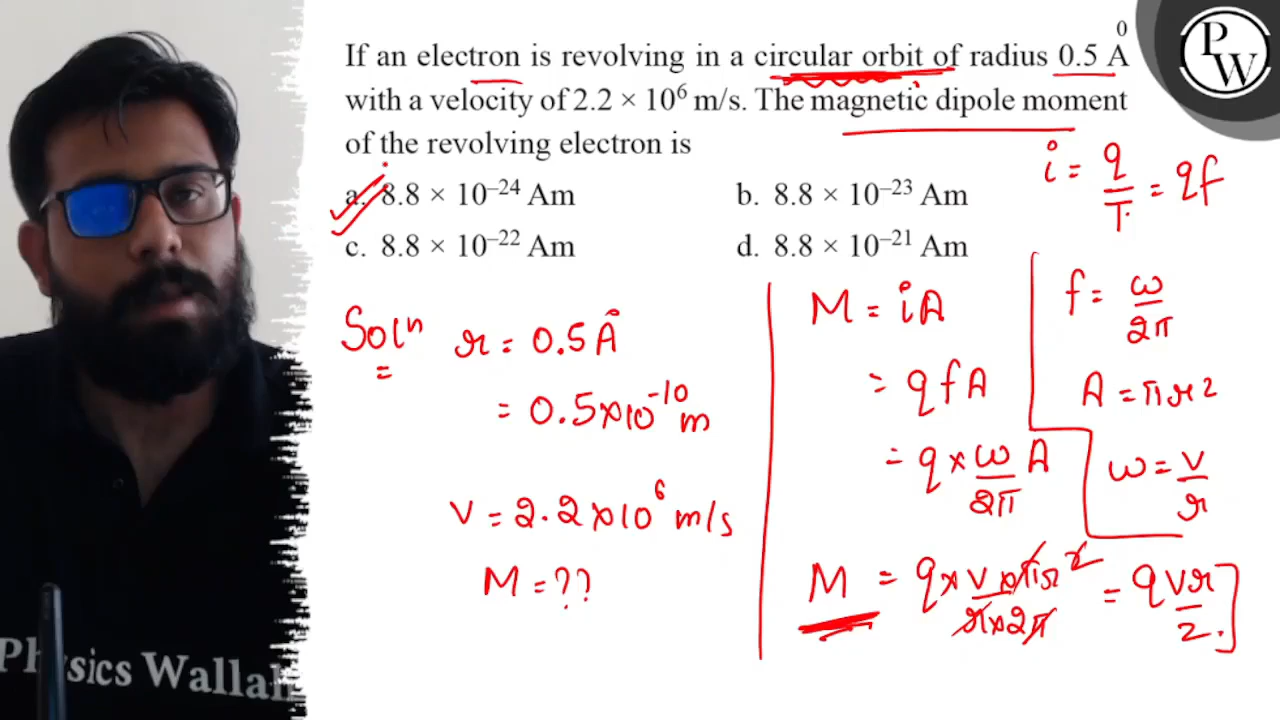 0
If an electron is revolving in a circular orbit of radius 0.5 A
with a velocity of 2.2 × 10⁶ m/s. The magnetic dipole moment
of the revolving electron is
a. 8.8 × 10⁻²⁴ Am
b. 8.8 × 10⁻²³ Am
c. 8.8 × 10⁻²² Am
d. 8.8 × 10⁻²¹ Am
PW
i = q/T = qf
Solⁿ
=
r = 0.5 Å
= 0.5×10⁻¹⁰ m
v = 2.2×10⁶ m/s
M = ??
M = iA
= qfA
= q × ω/2π A
M = q × v × πr²/r×2π = qvr/2.
f = ω/2π
A = πr2
ω = v/r
Physics Wallah